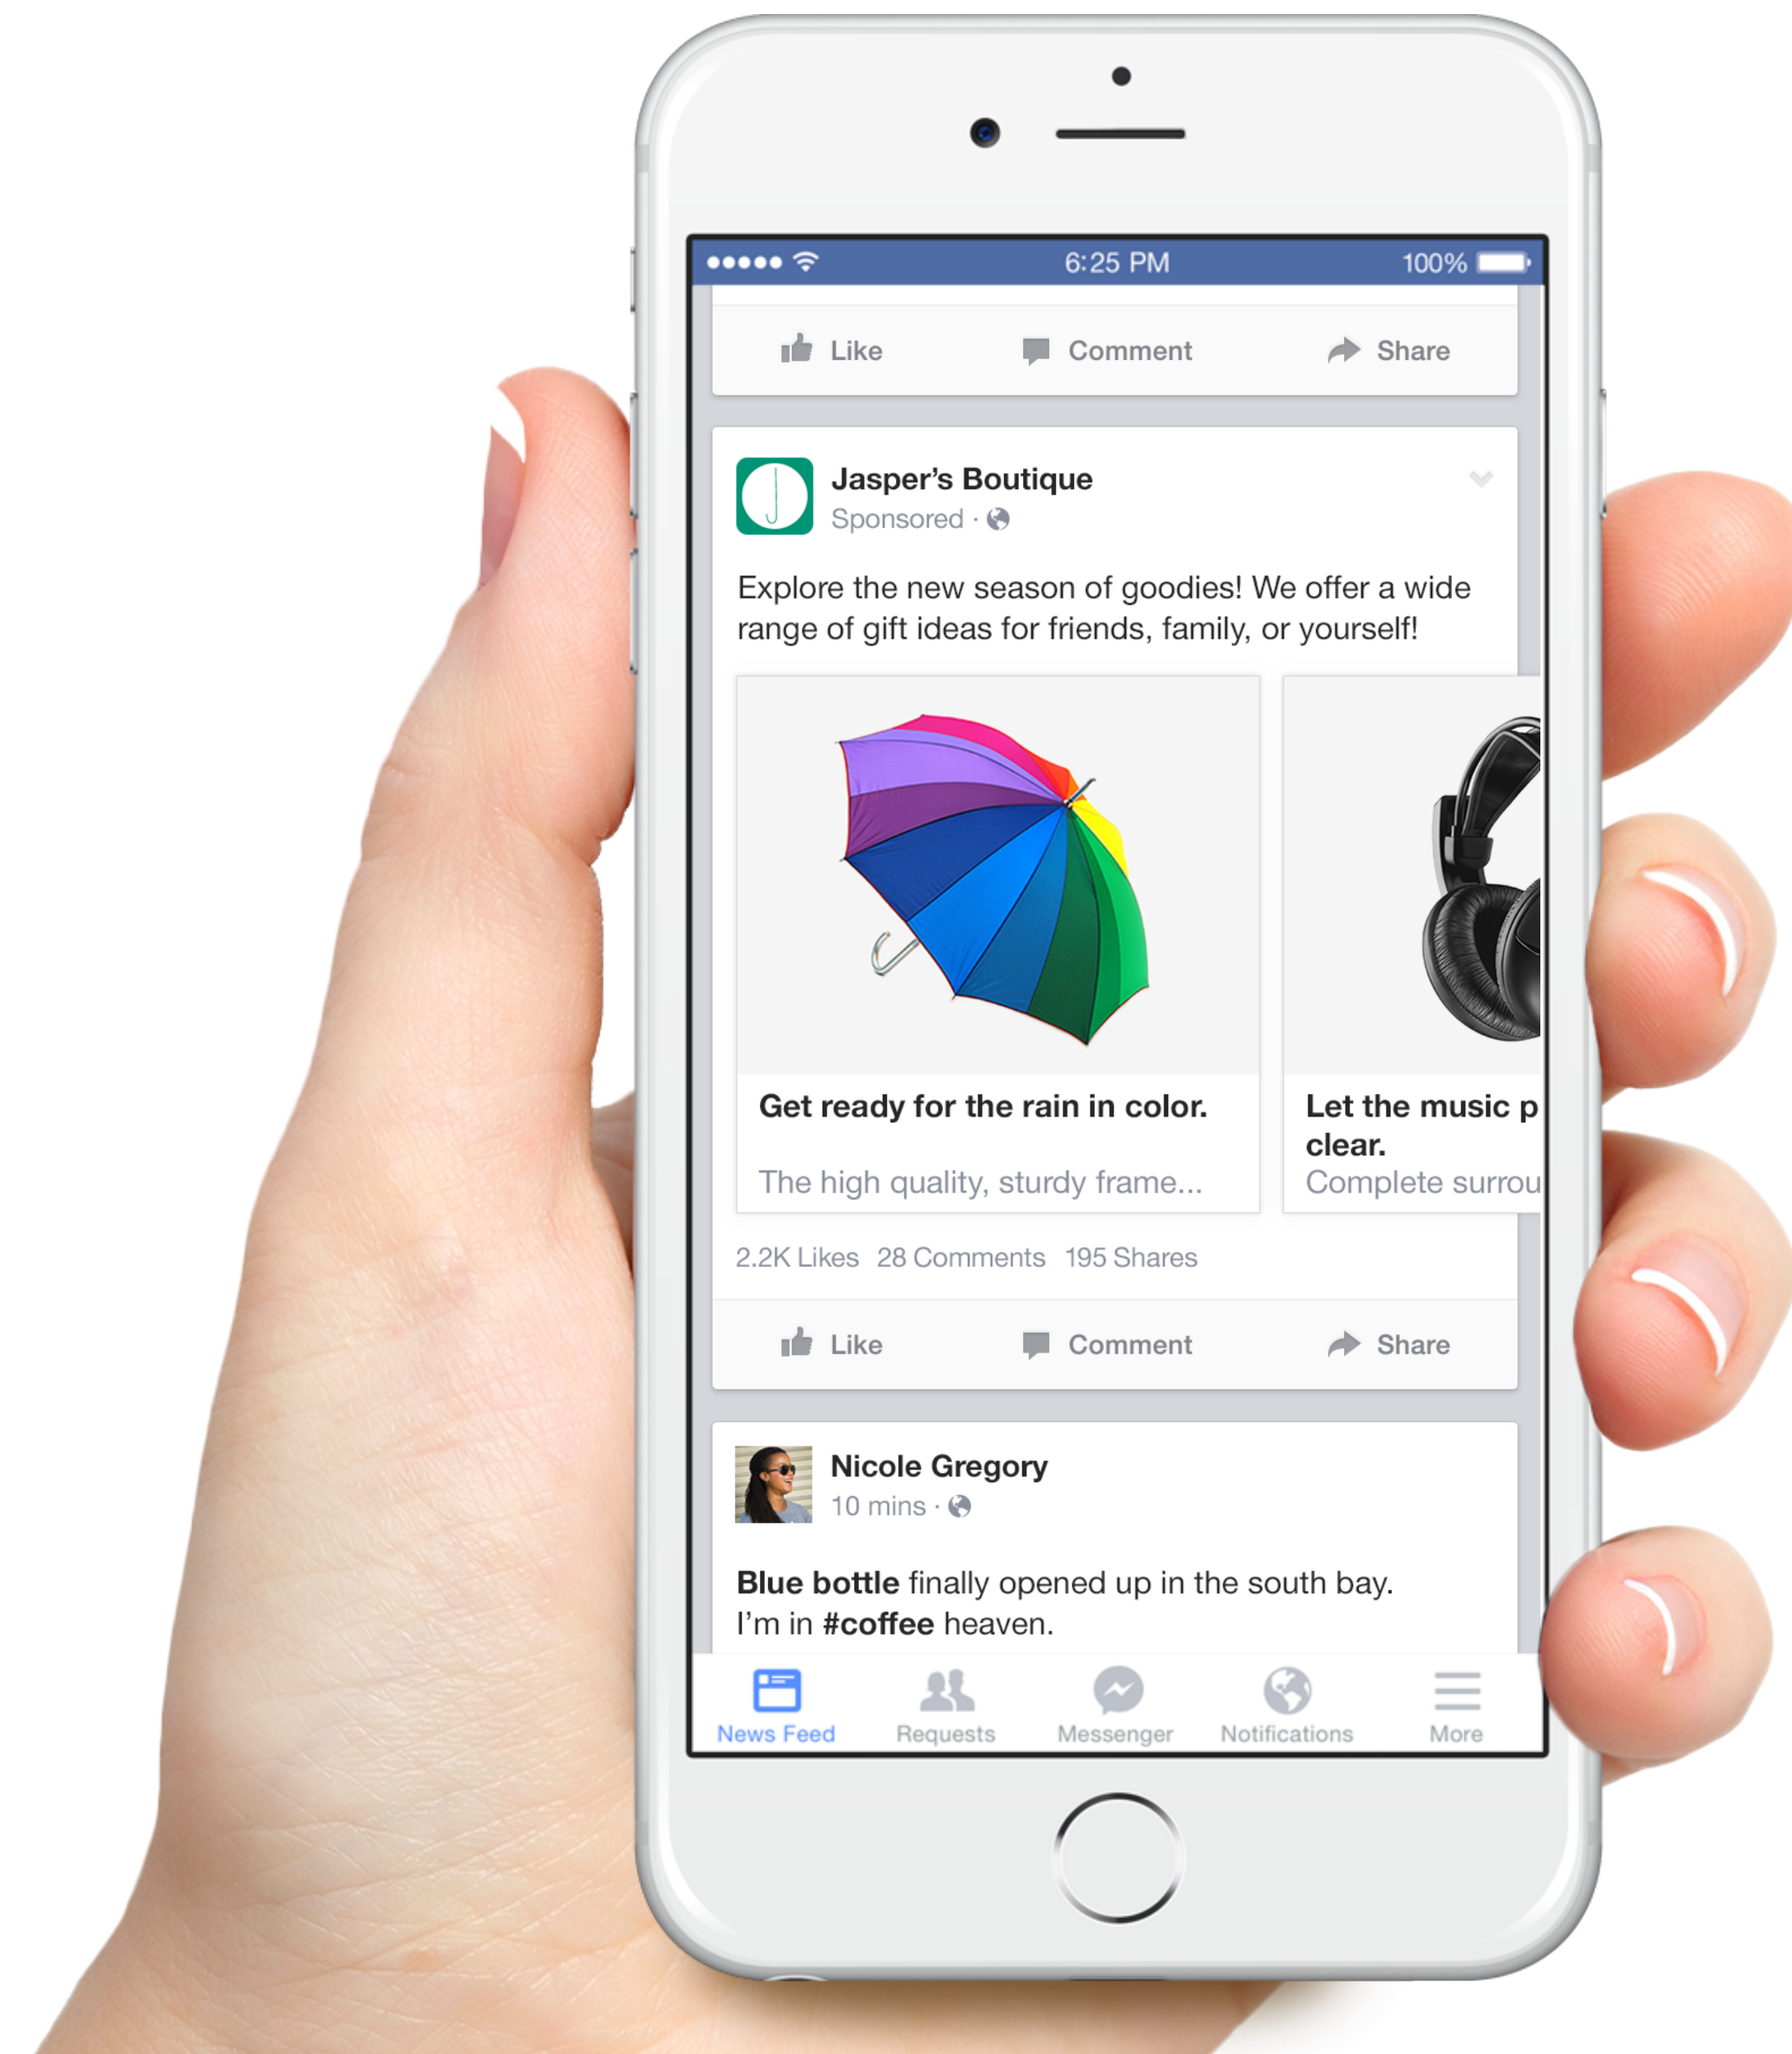 6:25 PM 100%
Like Comment Share
Jasper’s Boutique
Sponsored ·
Explore the new season of goodies! We offer a wide
range of gift ideas for friends, family, or yourself!
Get ready for the rain in color.
The high quality, sturdy frame...
Let the music p
clear.
Complete surrou
2.2K Likes 28 Comments 195 Shares
Like Comment Share
Nicole Gregory
10 mins ·
Blue bottle finally opened up in the south bay.
I’m in #coffee heaven.
News Feed Requests Messenger Notifications More